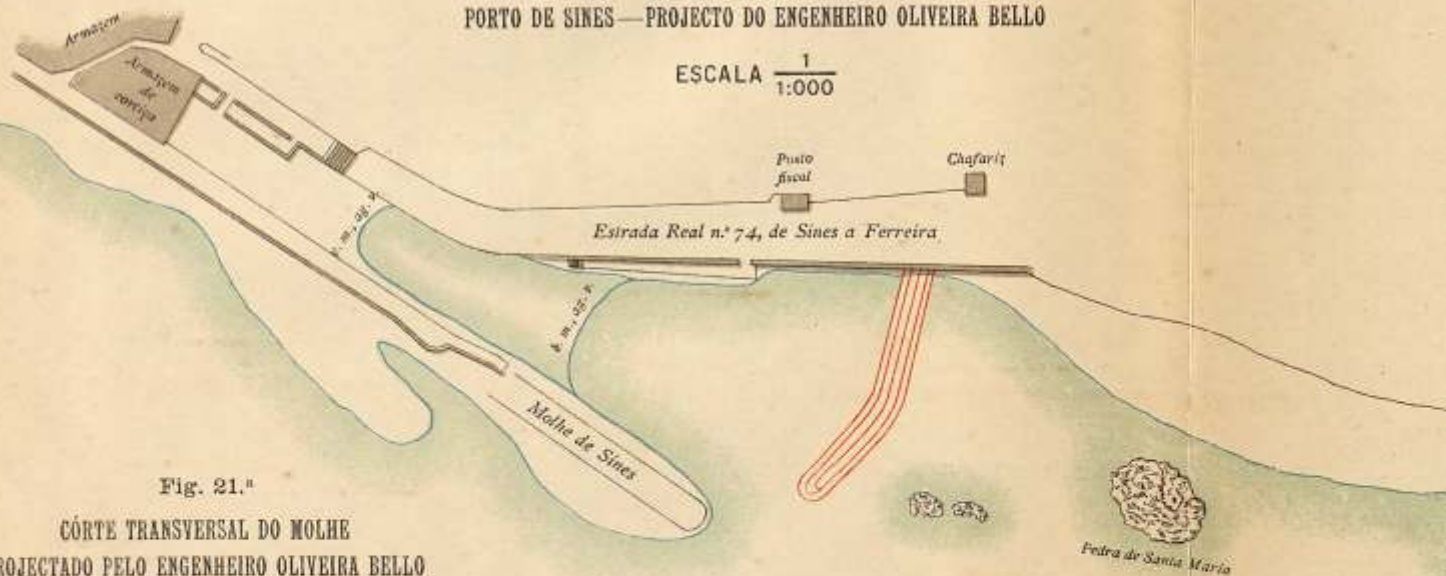 PORTO DE SINES—PROJECTO DO ENGENHEIRO OLIVEIRA BELLO
ESCALA 1
1:000
Armazem
Armazem
de
cortiça
Posto
fiscal
Chafariz
Estrada Real n.º 74, de Sines a Ferreira
b. m., ag. v.
b. m., ag. v.
Molhe de Sines
Pedra de Santa Maria
Fig. 21.ª
CÓRTE TRANSVERSAL DO MOLHE
ROJECTADO PELO ENGENHEIRO OLIVEIRA BELLO